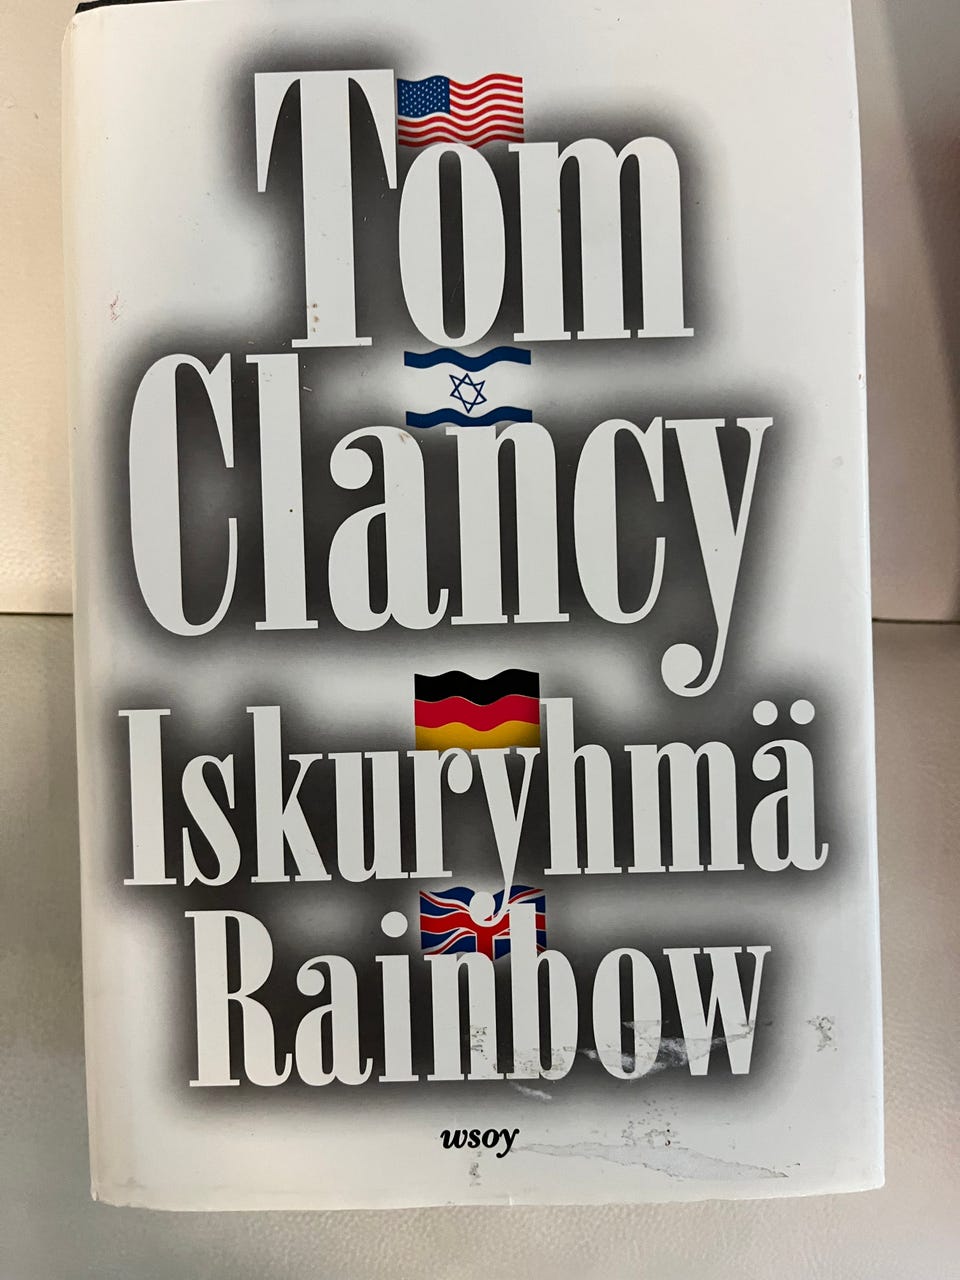 Tom
Clancy
Iskuryhmä
Rainbow
wsoy